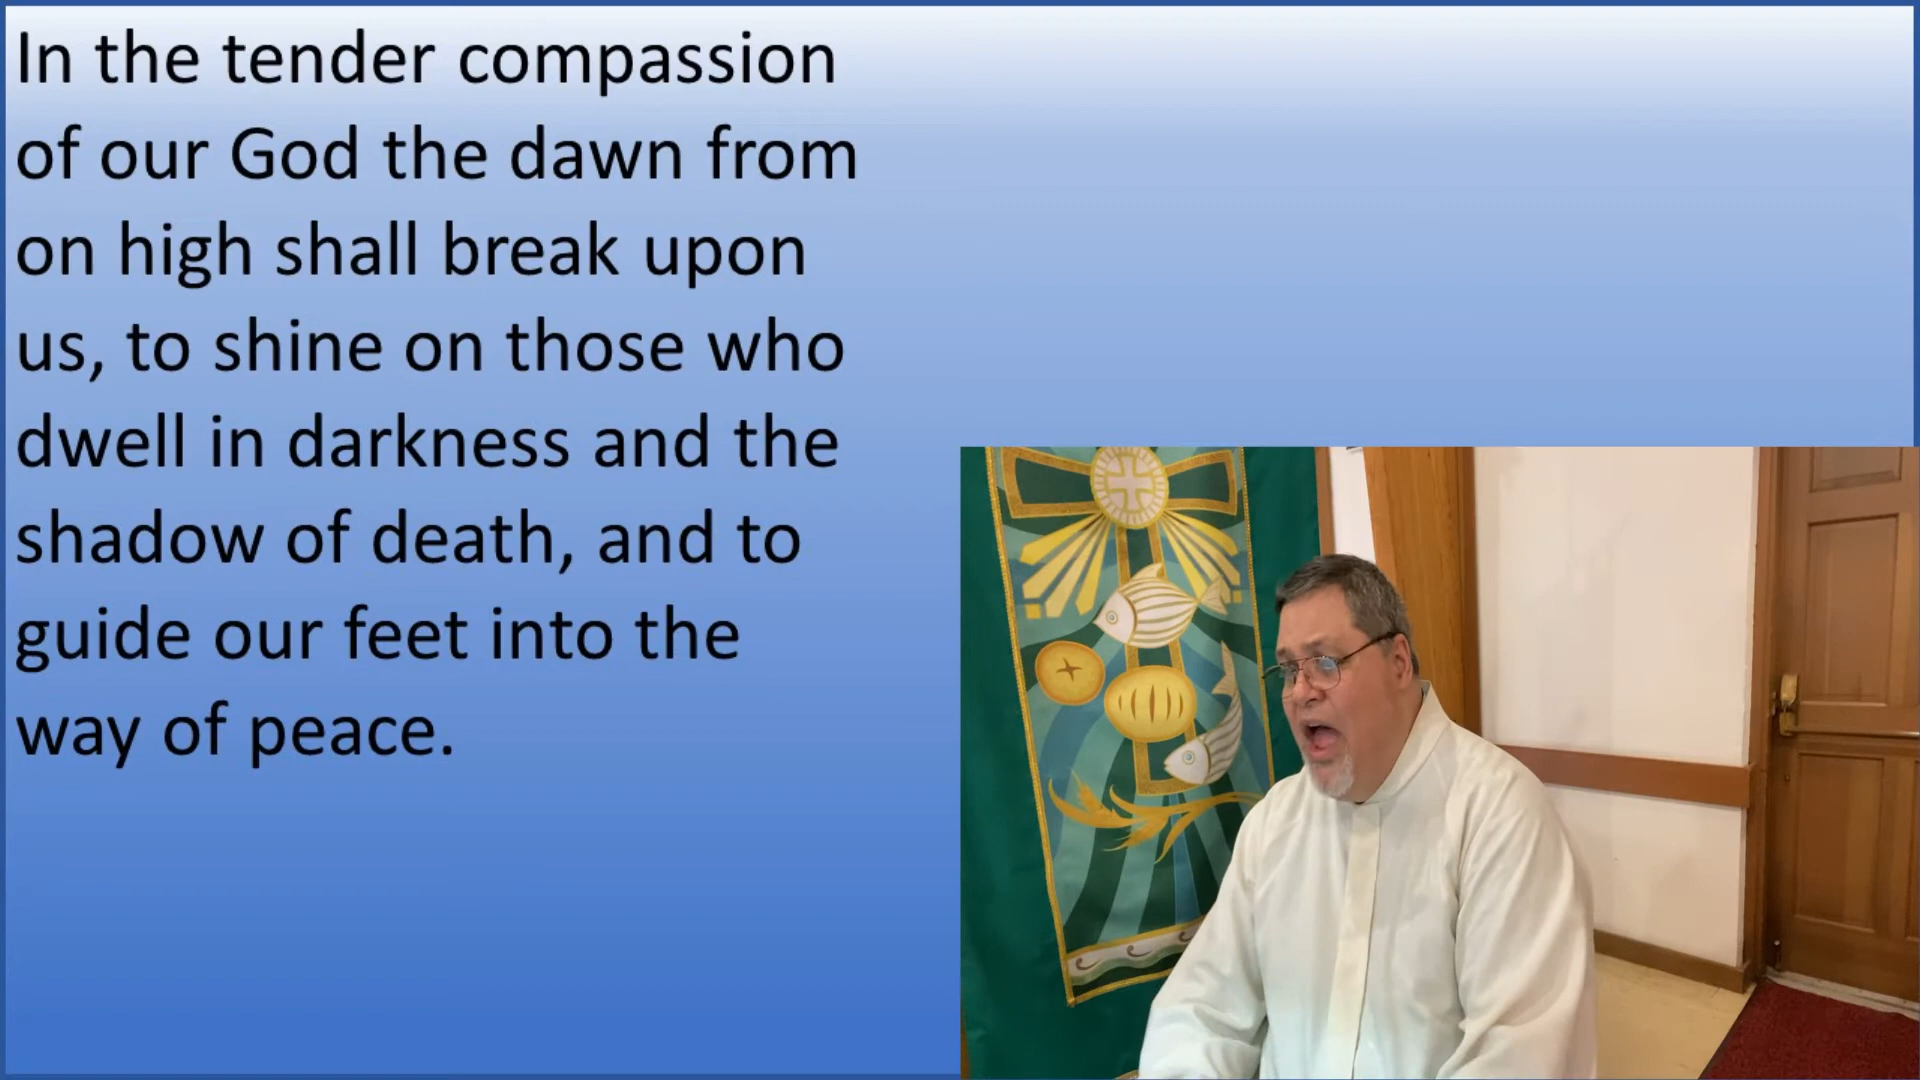 In the tender compassion
of our God the dawn from
on high shall break upon
us, to shine on those who
dwell in darkness and the
shadow of death, and to
guide our feet into the
way of peace.